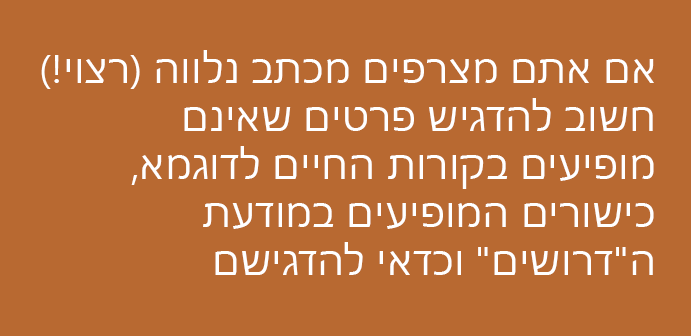 אם אתם מצרפים מכתב נלווה (רצוי!)
חשוב להדגיש פרטים שאינם
מופיעים בקורות החיים לדוגמא,
כישורים המופיעים במודעת
ה"דרושים" וכדאי להדגישם